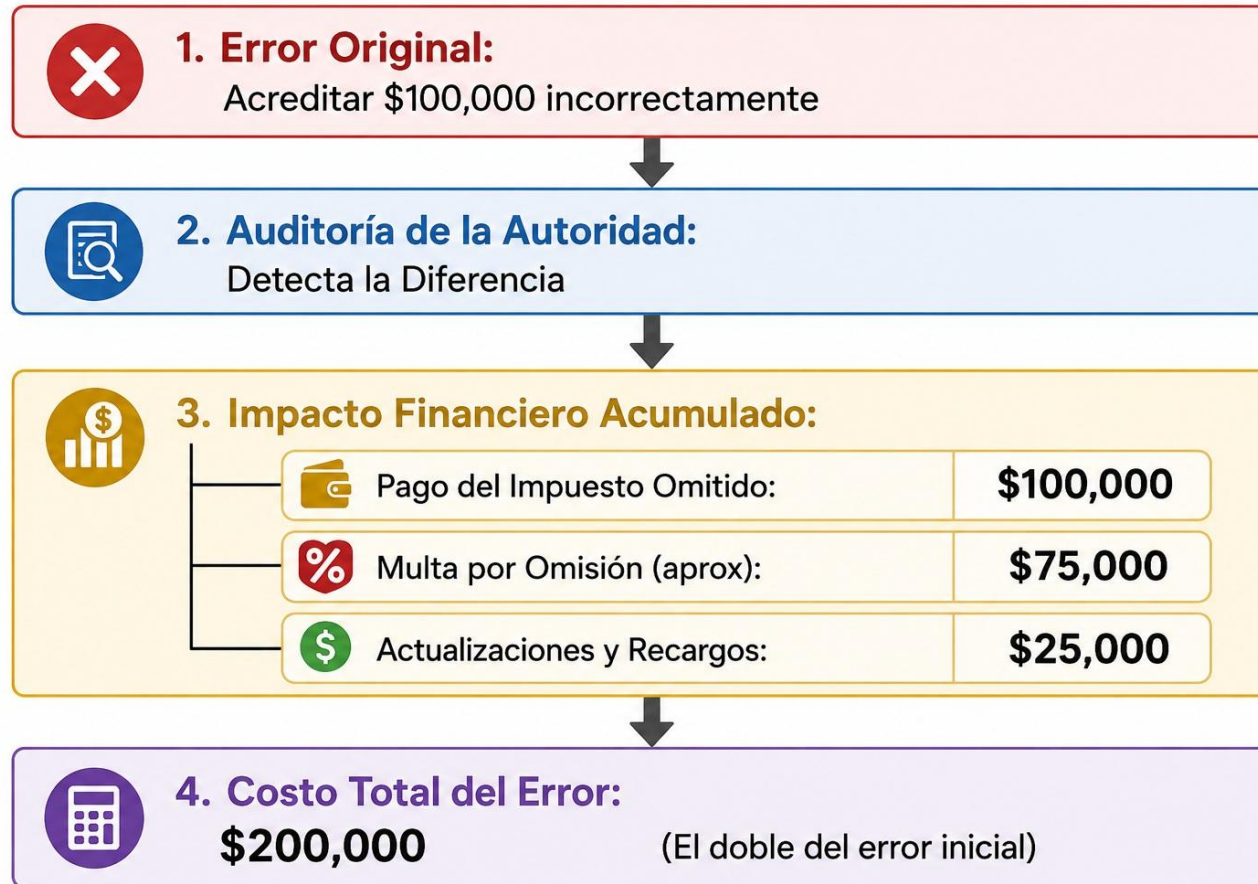 1. Error Original:
Acreditar $100,000 incorrectamente
2. Auditoría de la Autoridad:
Detecta la Diferencia
3. Impacto Financiero Acumulado:
Pago del Impuesto Omitido: $100,000
Multa por Omisión (aprox): $75,000
Actualizaciones y Recargos: $25,000
4. Costo Total del Error:
$200,000 (El doble del error inicial)